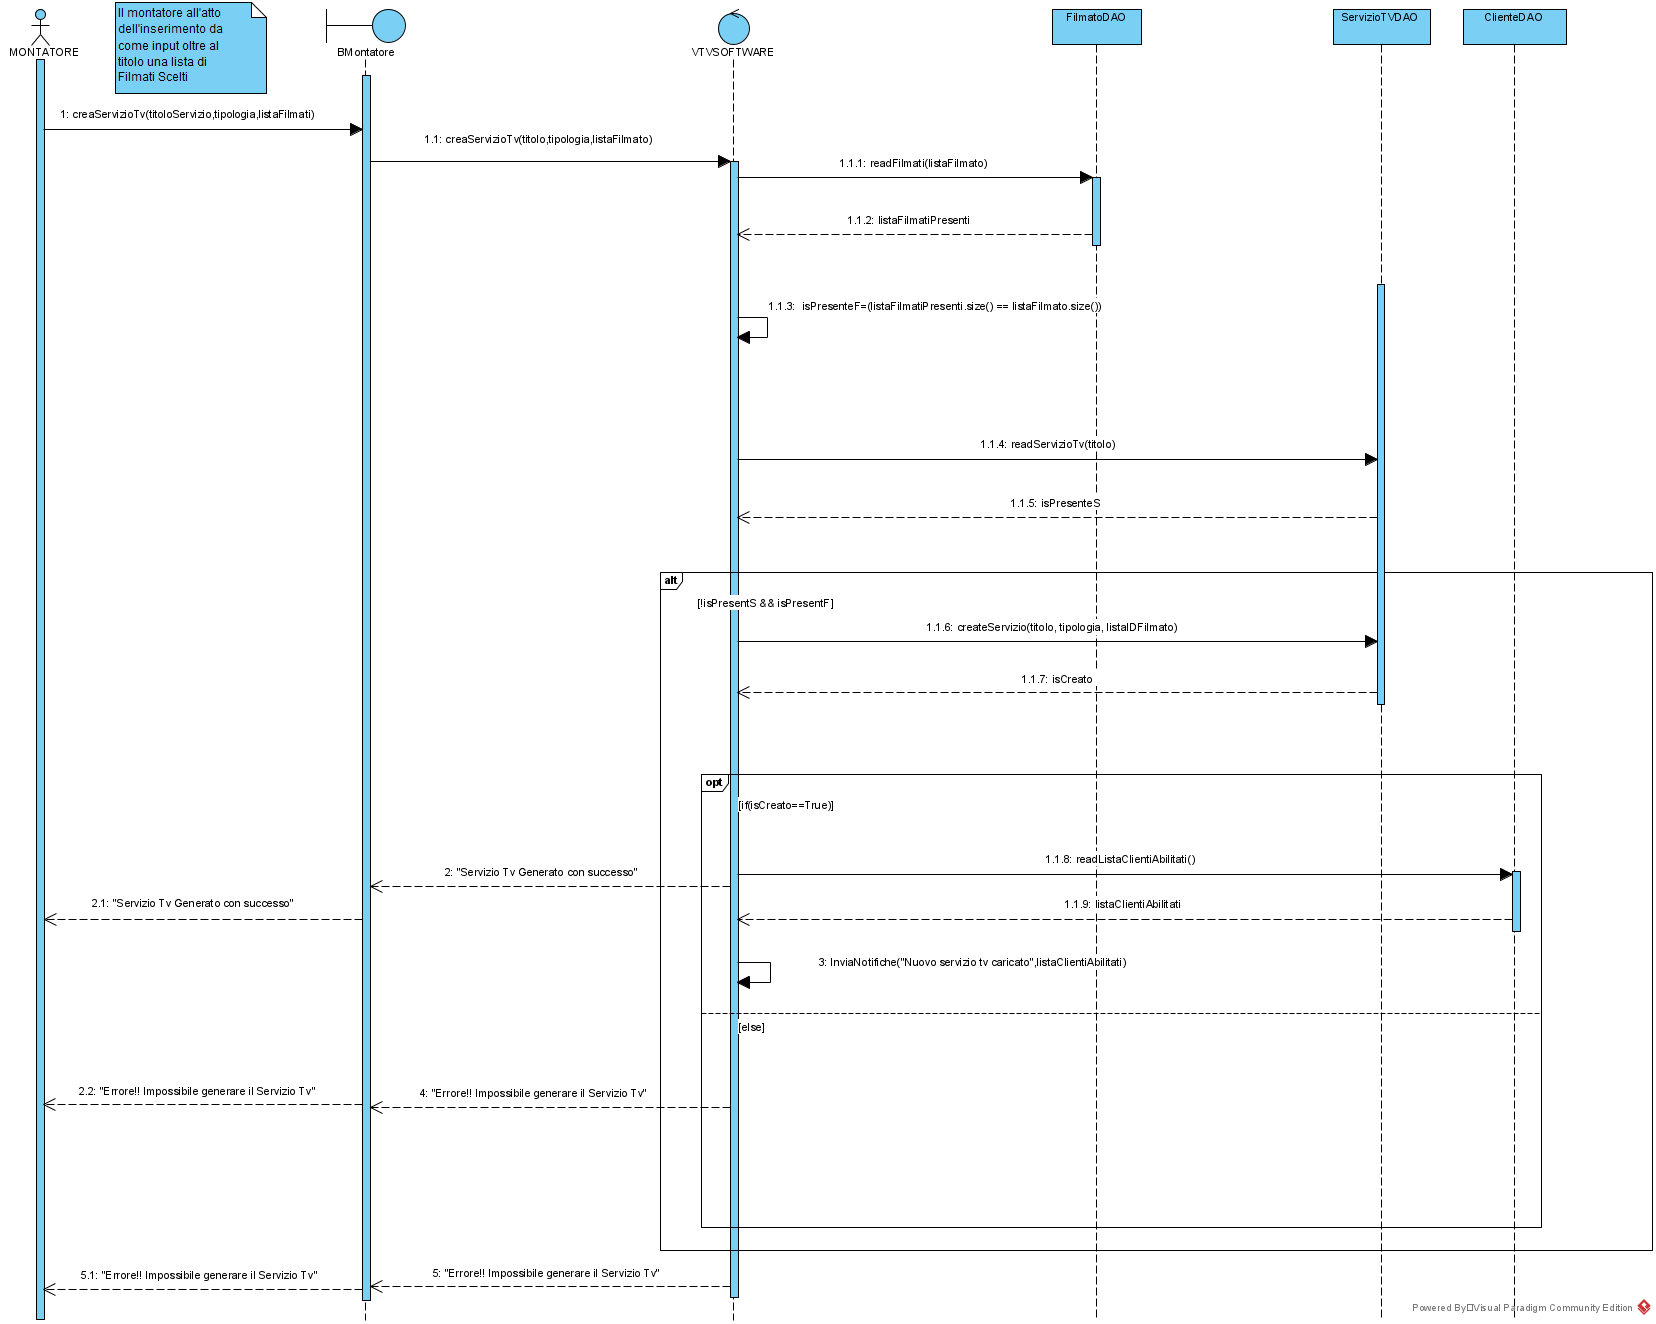 Il montatore all'atto
dell'inserimento da
come input oltre al
titolo una lista di
Filmati Scelti
MONTATORE
BMontatore
VTVSOFTWARE
FilmatoDAO
ServizioTVDAO
ClienteDAO
1: creaServizioTv(titoloServizio,tipologia,listaFilmati)
1.1: creaServizioTv(titolo,tipologia,listaFilmato)
1.1.1: readFilmati(listaFilmato)
1.1.2: listaFilmatiPresenti
1.1.3: isPresenteF=(listaFilmatiPresenti.size() == listaFilmato.size())
1.1.4: readServizioTv(titolo)
1.1.5: isPresenteS
alt
[!isPresentS && isPresentF]
1.1.6: createServizio(titolo, tipologia, listaIDFilmato)
1.1.7: isCreato
opt
[if(isCreato==True)]
1.1.8: readListaClientiAbilitati()
2: "Servizio Tv Generato con successo"
2.1: "Servizio Tv Generato con successo"
1.1.9: listaClientiAbilitati
3: InviaNotifiche("Nuovo servizio tv caricato",listaClientiAbilitati)
[else]
2.2: "Errore!! Impossibile generare il Servizio Tv"
4: "Errore!! Impossibile generare il Servizio Tv"
5.1: "Errore!! Impossibile generare il Servizio Tv"
5: "Errore!! Impossibile generare il Servizio Tv"
Powered By Visual Paradigm Community Edition